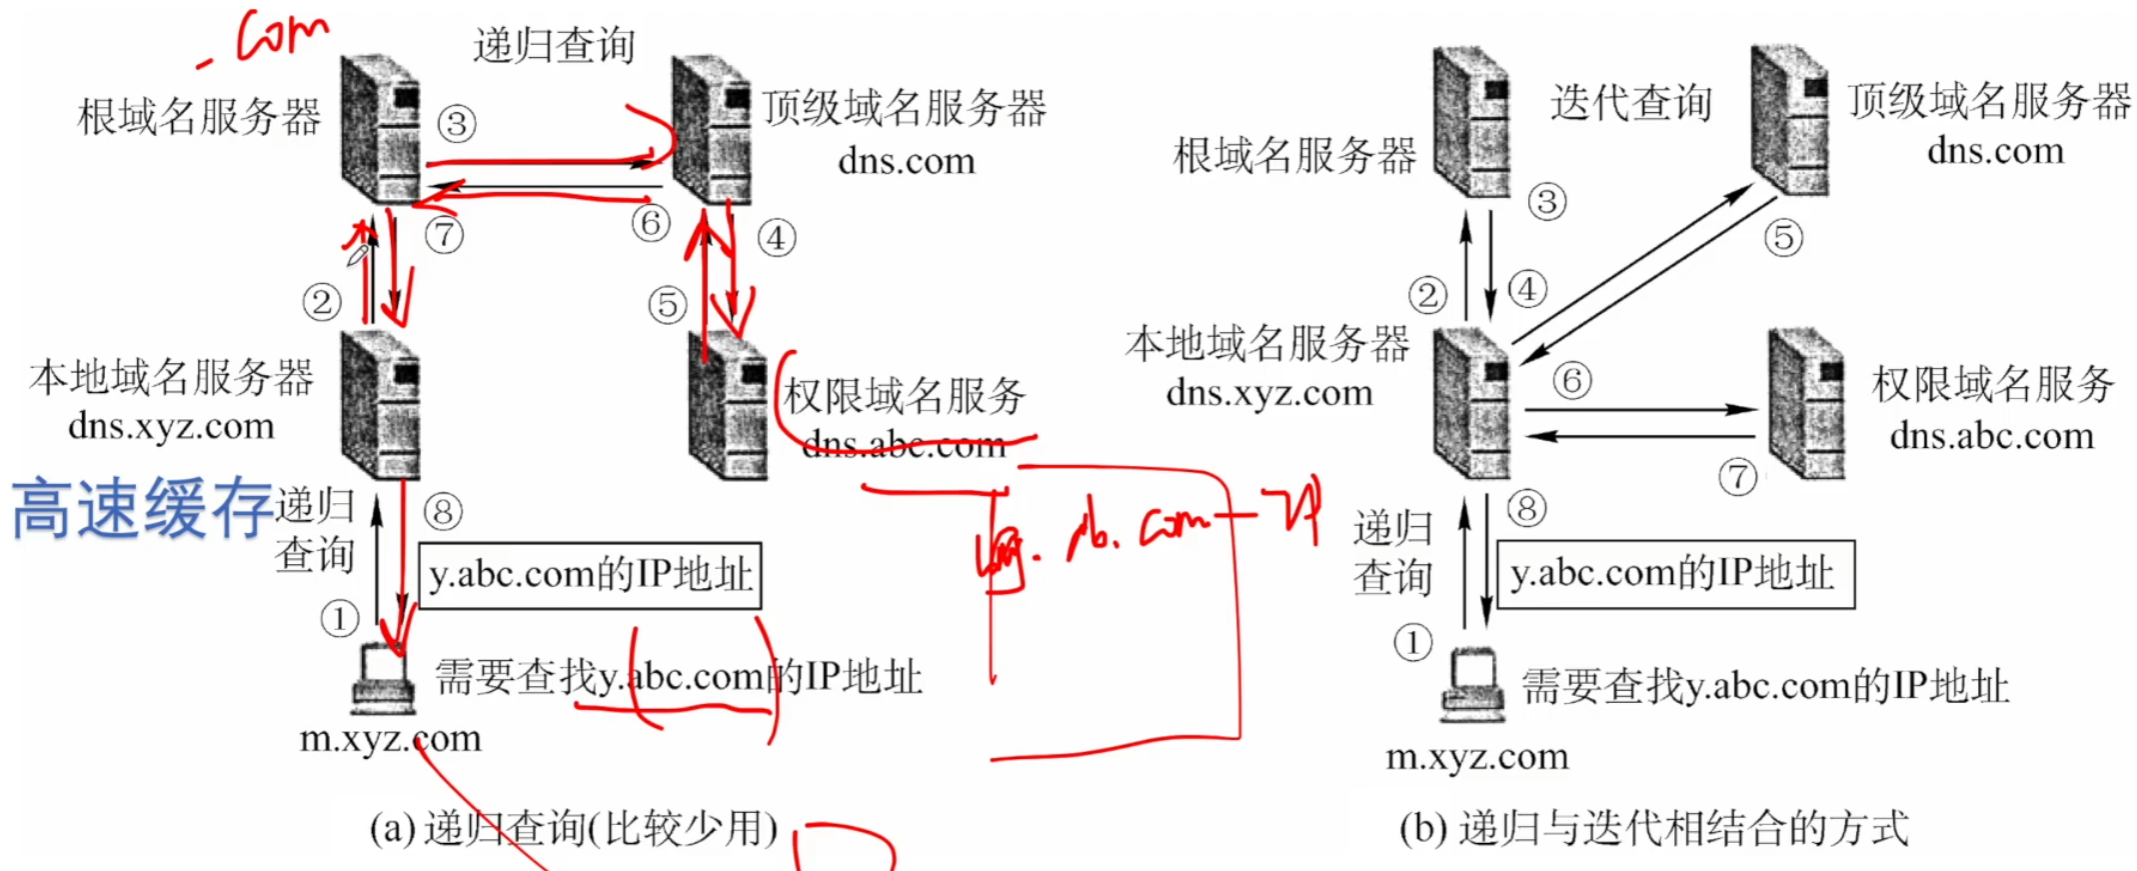 .com
递归查询
根域名服务器
③
顶级域名服务器
dns.com
⑦
⑥
④
②
⑤
本地域名服务器
dns.xyz.com
权限域名服务
dns.abc.com
高速缓存
递归
查询
⑧
y.abc.com的IP地址
①
需要查找y.abc.com的IP地址
m.xyz.com
(a) 递归查询(比较少用)
com — IP
迭代查询
顶级域名服务器
dns.com
根域名服务器
③
⑤
②
④
本地域名服务器
dns.xyz.com
⑥
权限域名服务
dns.abc.com
⑦
递归
查询
⑧
y.abc.com的IP地址
①
需要查找y.abc.com的IP地址
m.xyz.com
(b) 递归与迭代相结合的方式